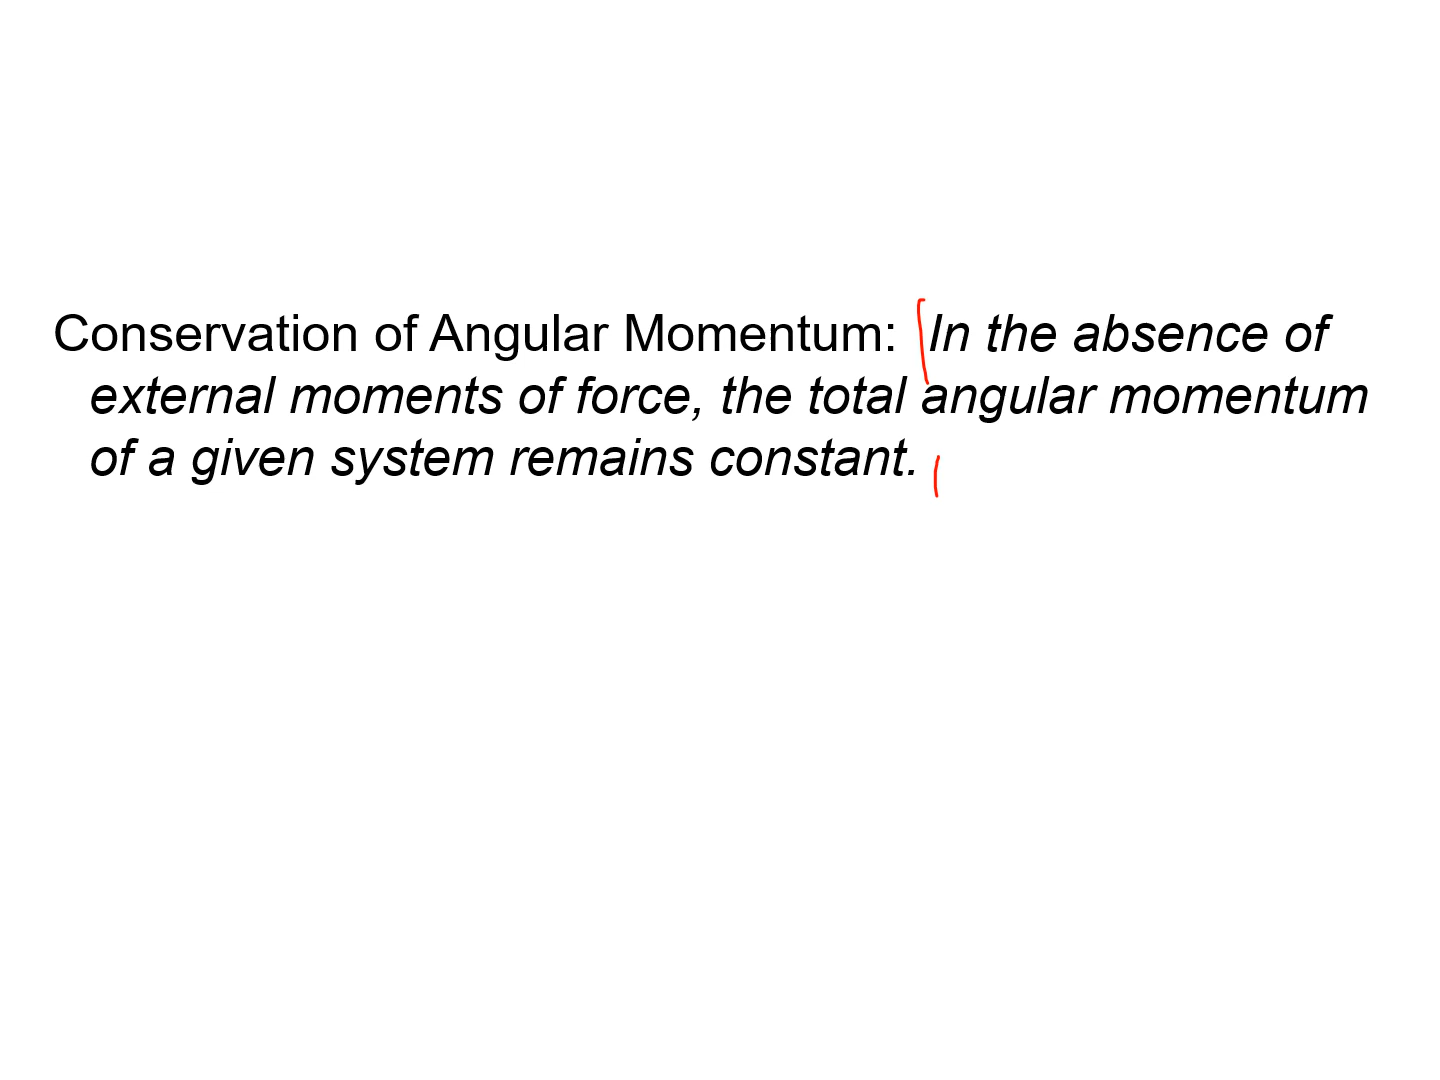 Conservation of Angular Momentum: In the absence of
external moments of force, the total angular momentum
of a given system remains constant.